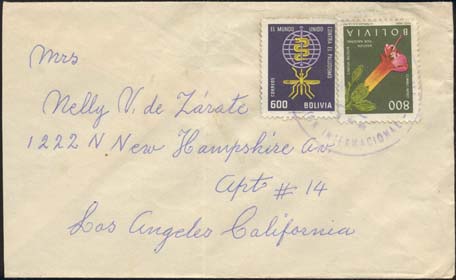 Mrs
Nelly V. de Zárate
1222 N New Hampshire Av.
Apt # 14
Los Angeles California
EL MUNDO UNIDO
CONTRA EL PALUDISMO
CORREOS
600 BOLIVIA
BOLIVIA
800
INTERNACIONAL